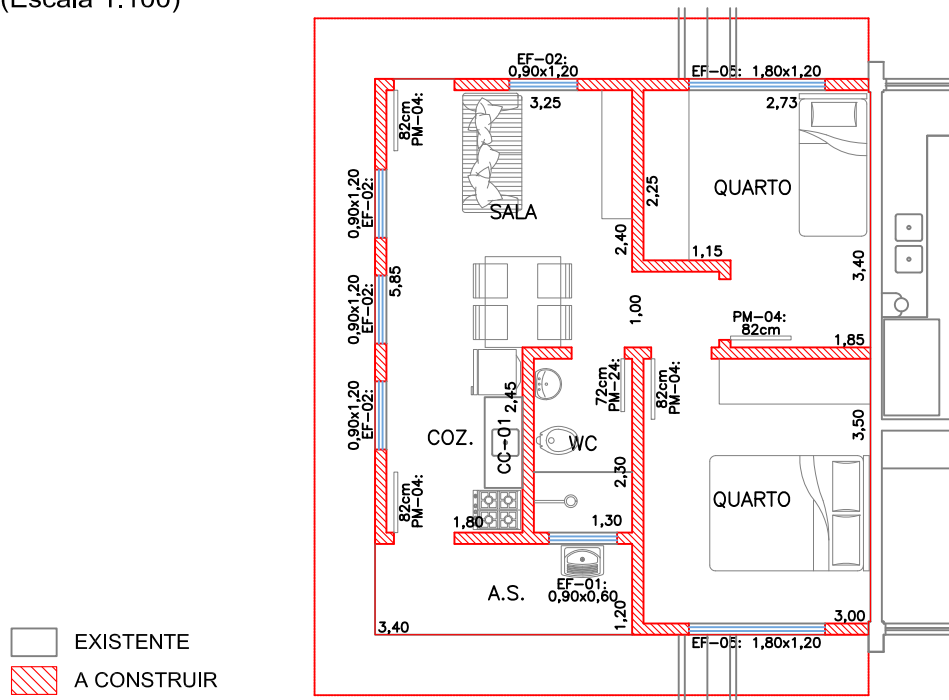 (Escala 1:100)
EF-02:
0,90x1,20
3,25
EF-05: 1,80x1,20
2,73
82cm
PM-04:
QUARTO
2,25
SALA
0,90x1,20
EF-02:
2,40
1,15
3,40
5,85
0,90x1,20
EF-02:
1,00
PM-04:
82cm
1,85
72cm
PM-24:
82cm
PM-04:
2,45
0,90x1,20
EF-02:
3,50
COZ.
CC-01
WC
2,30
QUARTO
82cm
PM-04:
1,80
1,30
A.S.
EF-01:
0,90x0,60
1,20
3,40
3,00
EF-05: 1,80x1,20
EXISTENTE
A CONSTRUIR